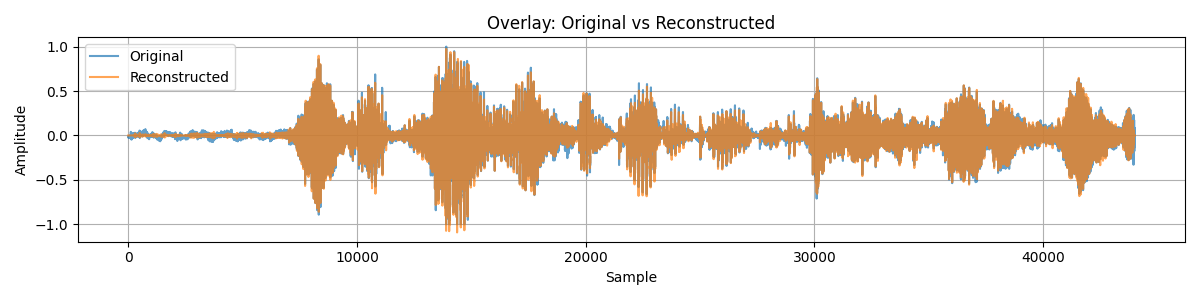 Overlay: Original vs Reconstructed
Original
Reconstructed
Amplitude
1.0
0.5
0.0
−0.5
−1.0
0
10000
20000
30000
40000
Sample